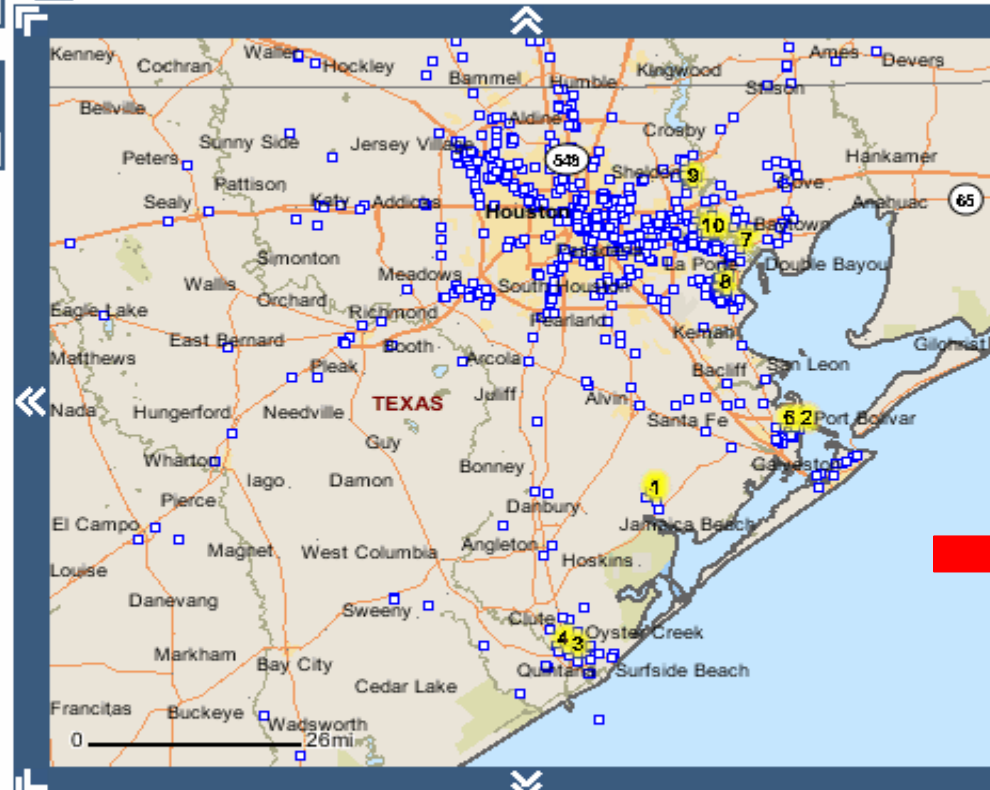 Kenney
Cochran
Hockley
Bammel
Humble
Kingwood
Ames
Devers
Stilson
Bellville
Aldine
Crosby
Sunny Side
Jersey Village
548
Peters
Sheldon
9
Hankamer
Pattison
Sealy
Katy
Addicks
Houston
10
Baytown
Anahuac
65
7
Simonton
La Porte
Double Bayou
Wallis
Meadows
South Houston
8
Orchard
Eagle Lake
Richmond
Pearland
Kemah
East Bernard
Booth
Gilchrist
Matthews
Pleak
Arcola
Bacliff
San Leon
Juliff
Alvin
TEXAS
Nada
Hungerford
Needville
Santa Fe
6 2
Port Bolivar
Guy
Wharton
Bonney
Galveston
Iago
Damon
1
Pierce
Danbury
El Campo
Jamaica Beach
Magnet
West Columbia
Angleton
Hoskins
Louise
Danevang
Sweeny
Clute
4 3
Oyster Creek
Markham
Bay City
Quintana
Surfside Beach
Cedar Lake
Francitas
Buckeye
Wadsworth
0
26mi